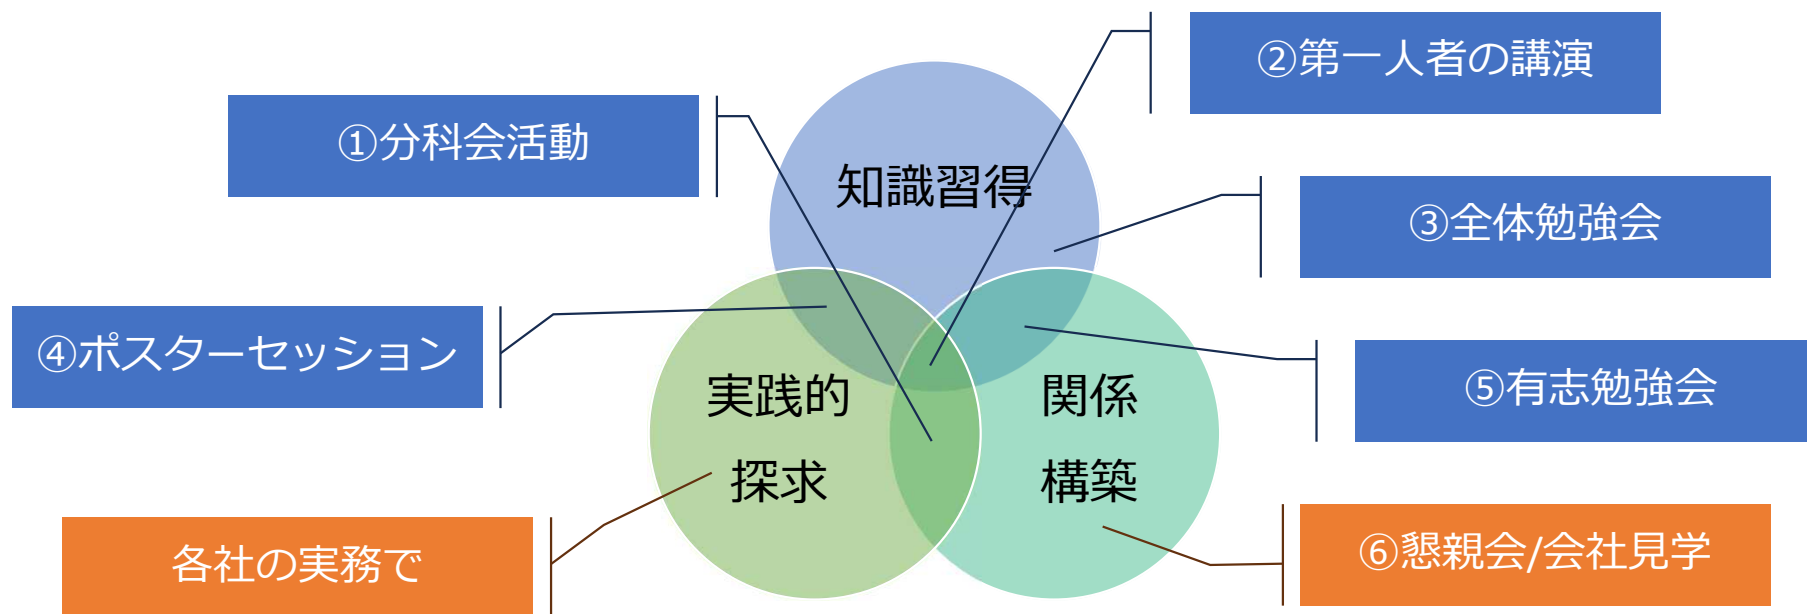 ②第一人者の講演
①分科会活動
知識習得
③全体勉強会
④ポスターセッション
実践的
探求
関係
構築
⑤有志勉強会
各社の実務で
⑥懇親会/会社見学